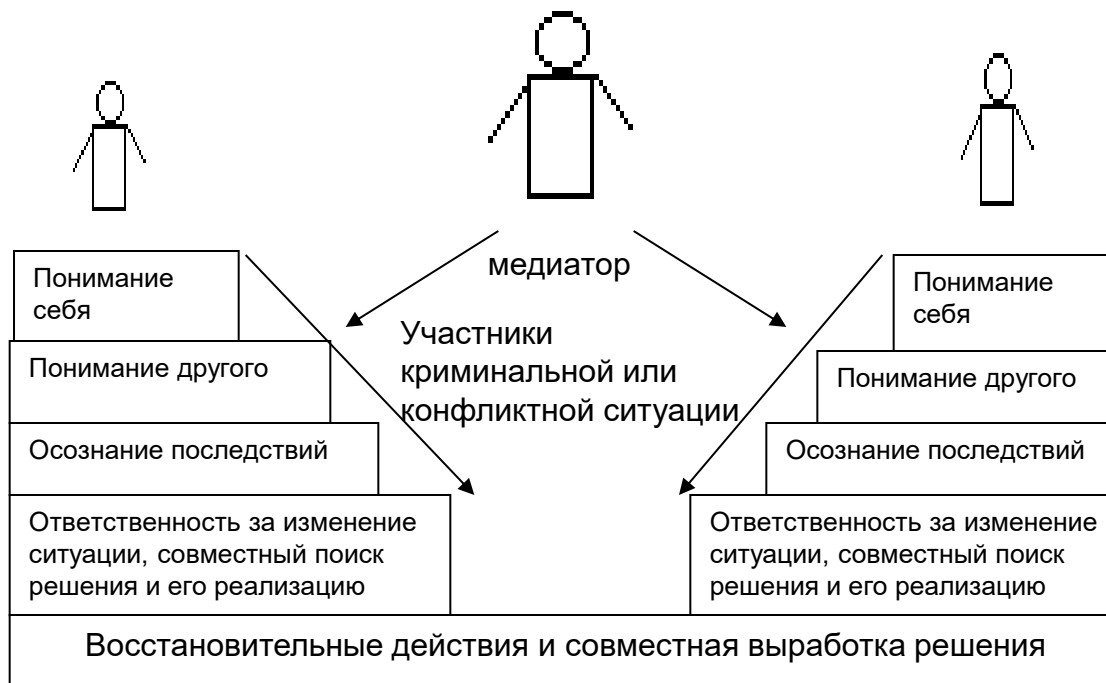 медиатор
Понимание
себя
Понимание другого
Осознание последствий
Ответственность за изменение
ситуации, совместный поиск
решения и его реализацию
Участники
криминальной или
конфликтной ситуации
Понимание
себя
Понимание другого
Осознание последствий
Ответственность за изменение
ситуации, совместный поиск
решения и его реализацию
Восстановительные действия и совместная выработка решения